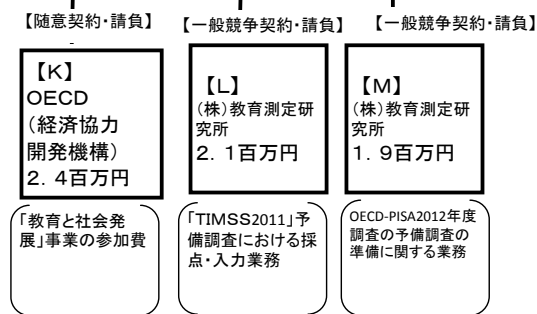 【随意契約・請負】
【一般競争契約・請負】
【一般競争契約・請負】
【K】
OECD
(経済協力
開発機構)
2．4百万円
【L】
(株)教育測定研
究所
2．1百万円
【M】
(株)教育測定研
究所
1．9百万円
「教育と社会発
展」事業の参加費
「TIMSS2011」予
備調査における採
点・入力業務
OECD-PISA2012年度
調査の予備調査の
準備に関する業務